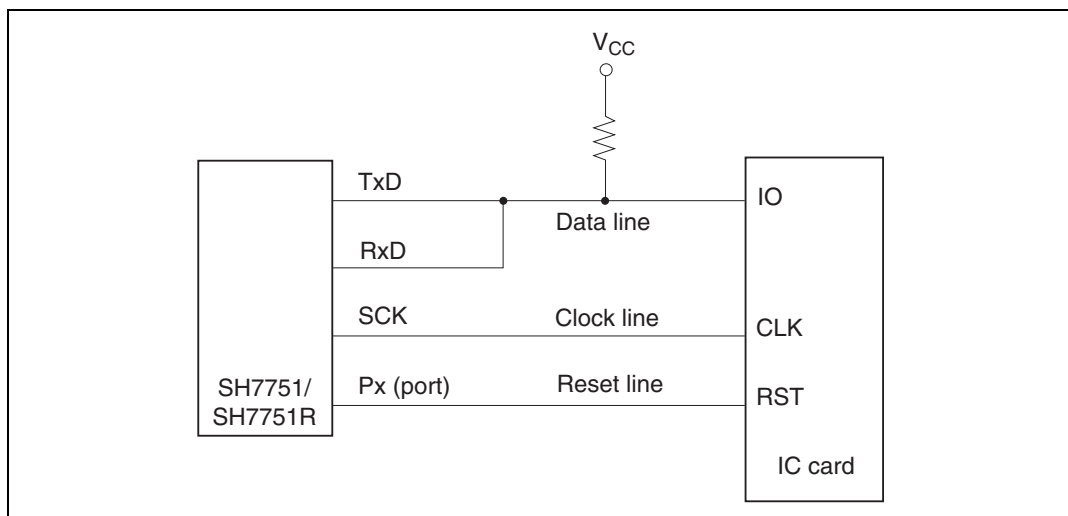 VCC
TxD
IO
Data line
RxD
SCK
Clock line
CLK
Px (port)
Reset line
RST
SH7751/
SH7751R
IC card